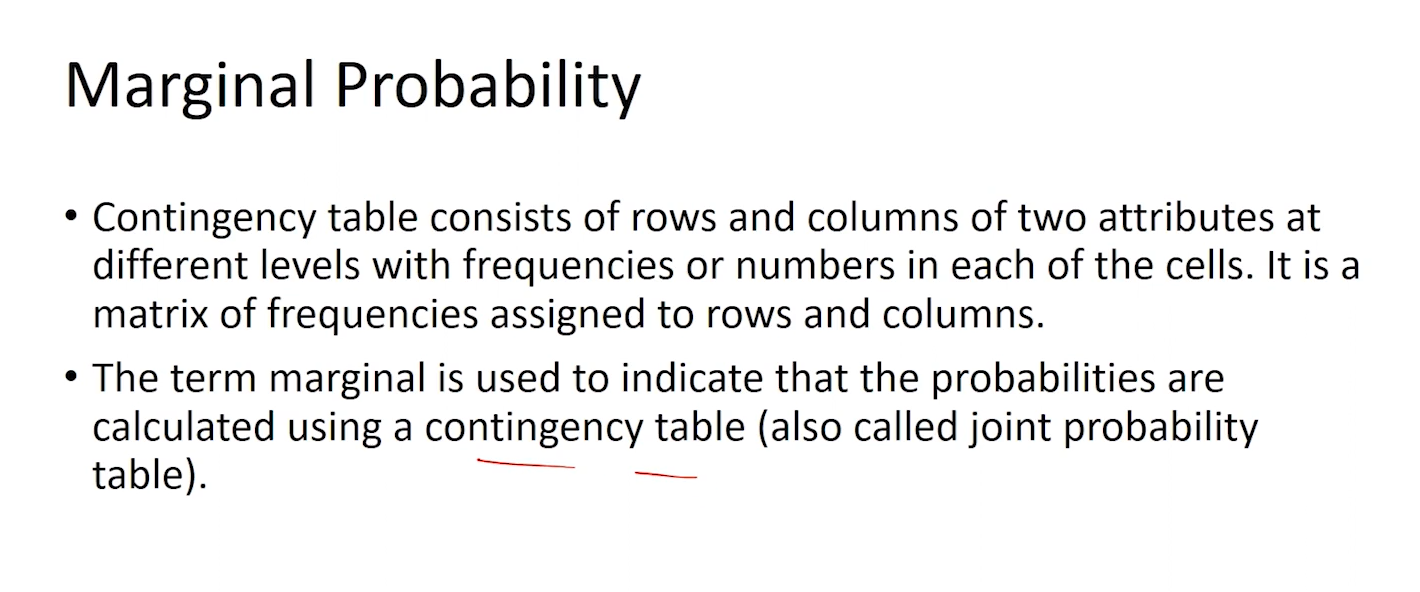 Marginal Probability
• Contingency table consists of rows and columns of two attributes at
different levels with frequencies or numbers in each of the cells. It is a
matrix of frequencies assigned to rows and columns.
• The term marginal is used to indicate that the probabilities are
calculated using a contingency table (also called joint probability
table).